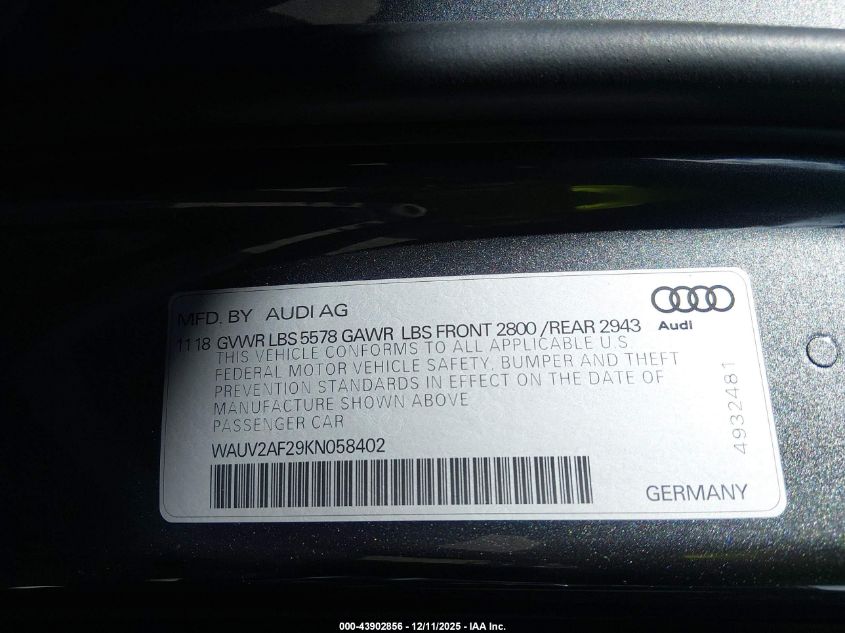 MFD. BY AUDI AG
11 18 GVWR LBS 5578 GAWR LBS FRONT 2800 /REAR 2943
THIS VEHICLE CONFORMS TO ALL APPLICABLE U.S
FEDERAL MOTOR VEHICLE SAFETY, BUMPER AND THEFT
PREVENTION STANDARDS IN EFFECT ON THE DATE OF
MANUFACTURE SHOWN ABOVE
PASSENGER CAR
WAUV2AF29KN058402
Audi
4932481
GERMANY
000-43902856 - 12/11/2025 - IAA Inc.